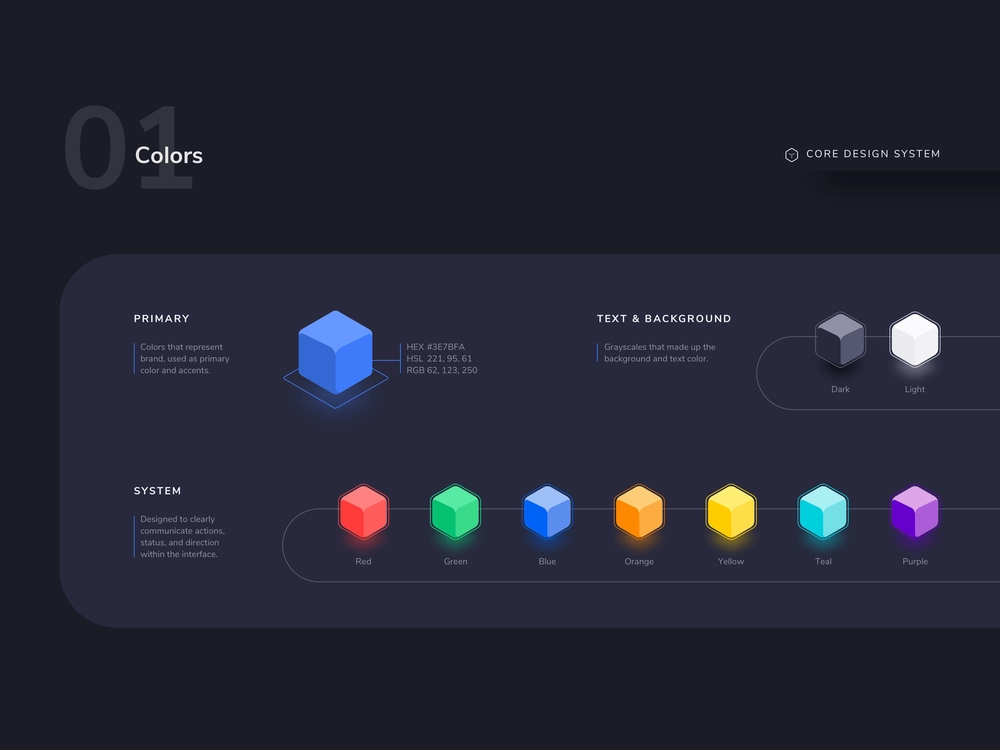 01
Colors
CORE DESIGN SYSTEM
PRIMARY
Colors that represent
brand, used as primary
color and accents.
HEX #3E7BFA
HSL 221, 95, 61
RGB 62, 123, 250
TEXT & BACKGROUND
Grayscales that made up the
background and text color.
Dark
Light
SYSTEM
Designed to clearly
communicate actions,
status, and direction
within the interface.
Red
Green
Blue
Orange
Yellow
Teal
Purple